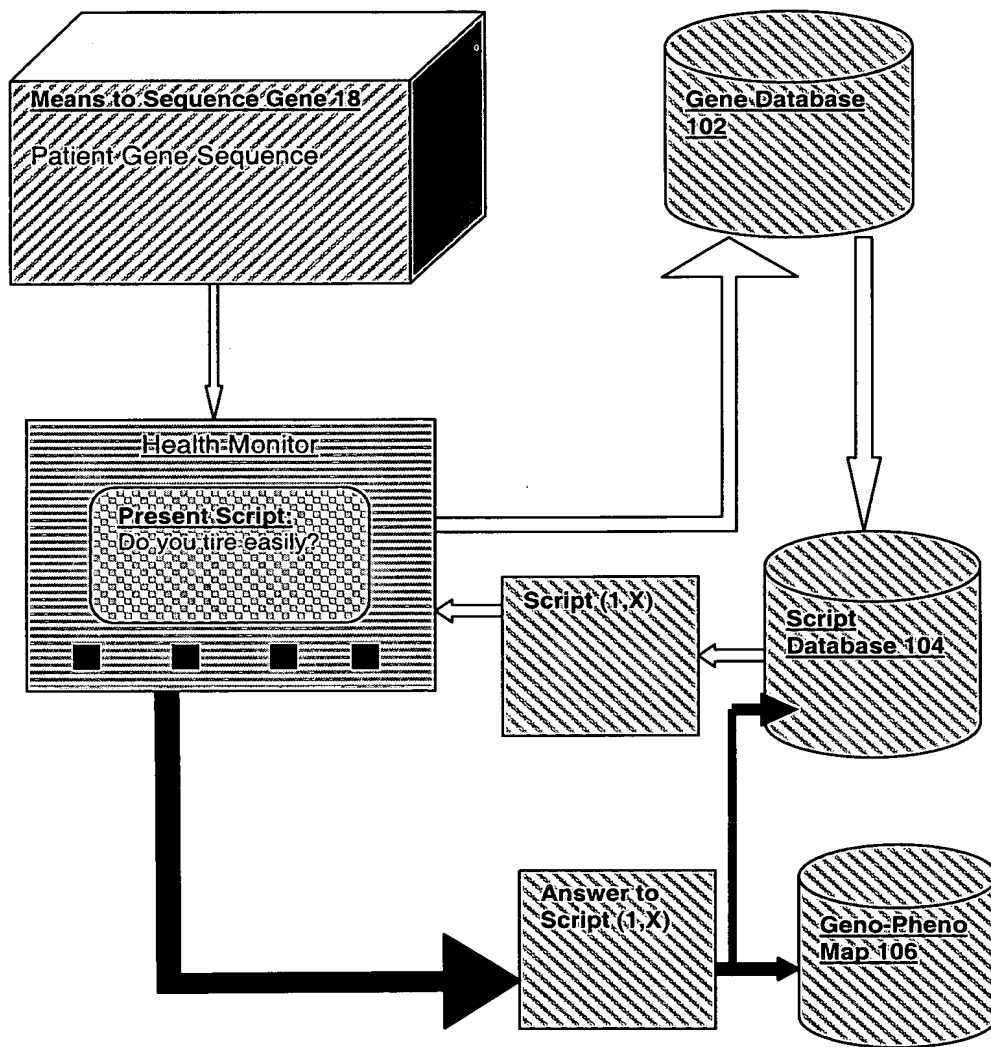 Means to Sequence Gene 18
Patient Gene Sequence
Gene Database
102
Health Monitor
Present Script:
Do you tire easily?
Script (1,X)
Script
Database 104
Answer to
Script (1,X)
Geno-Pheno
Map 106